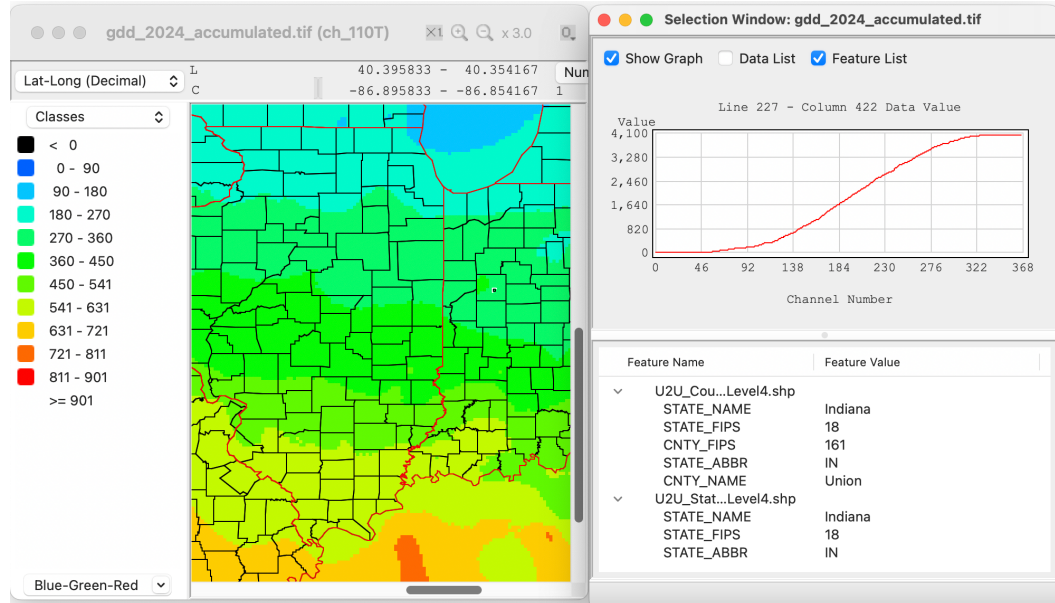 gdd_2024_accumulated.tif (ch_110T)
×1
x 3.0
Lat-Long (Decimal)
L 40.395833 - 40.354167 Num
C -86.895833 - -86.854167 1
Classes
< 0
0 - 90
90 - 180
180 - 270
270 - 360
360 - 450
450 - 541
541 - 631
631 - 721
721 - 811
811 - 901
>= 901
Blue-Green-Red
Selection Window: gdd_2024_accumulated.tif
Show Graph Data List Feature List
Line 227 - Column 422 Data Value
Value
4,100
3,280
2,460
1,640
820
0
0 46 92 138 184 230 276 322 368
Channel Number
Feature Name Feature Value
U2U_Cou...Level4.shp
STATE_NAME Indiana
STATE_FIPS 18
CNTY_FIPS 161
STATE_ABBR IN
CNTY_NAME Union
U2U_Stat...Level4.shp
STATE_NAME Indiana
STATE_FIPS 18
STATE_ABBR IN